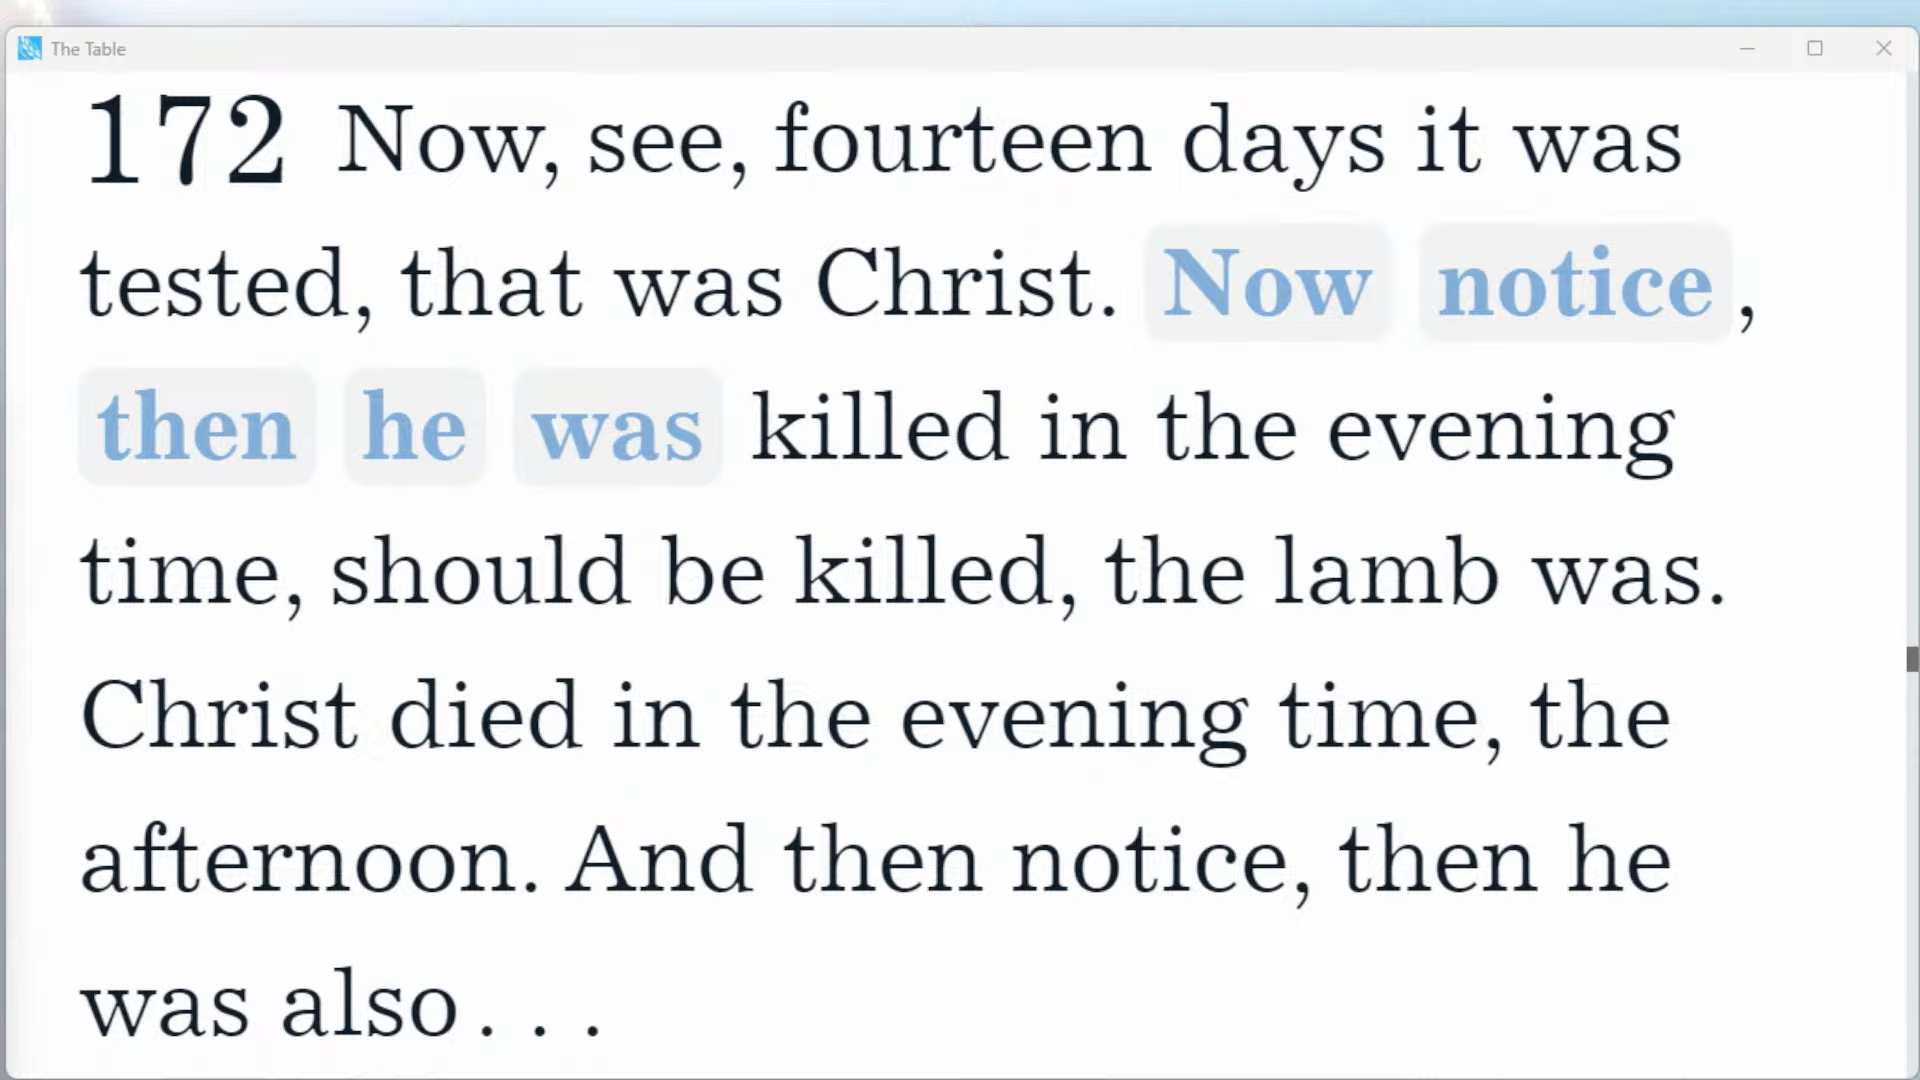 The Table
172 Now, see, fourteen days it was
tested, that was Christ. Now notice,
then he was killed in the evening
time, should be killed, the lamb was.
Christ died in the evening time, the
afternoon. And then notice, then he
was also . . .